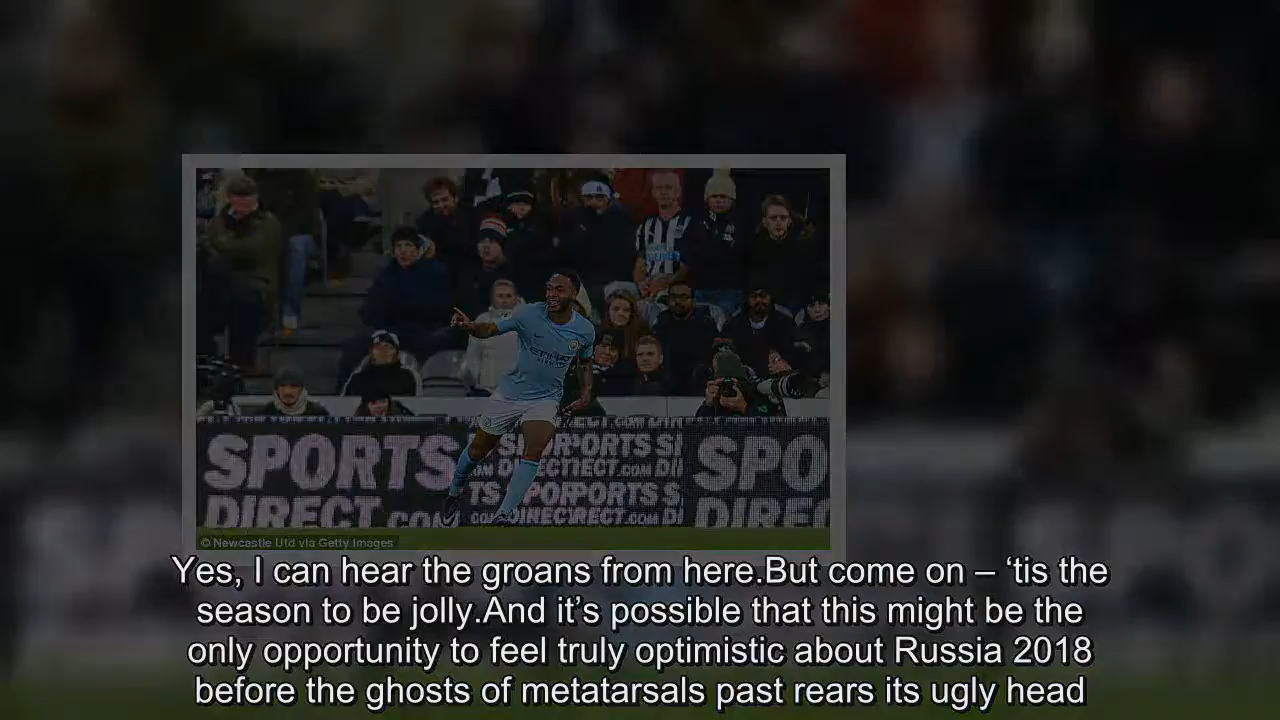 ETIHAD
SPORTS
DIRECT.COM
SPO
DIREC
© Newcastle Utd via Getty Images
Yes, I can hear the groans from here.But come on – ‘tis the
season to be jolly.And it’s possible that this might be the
only opportunity to feel truly optimistic about Russia 2018
before the ghosts of metatarsals past rears its ugly head